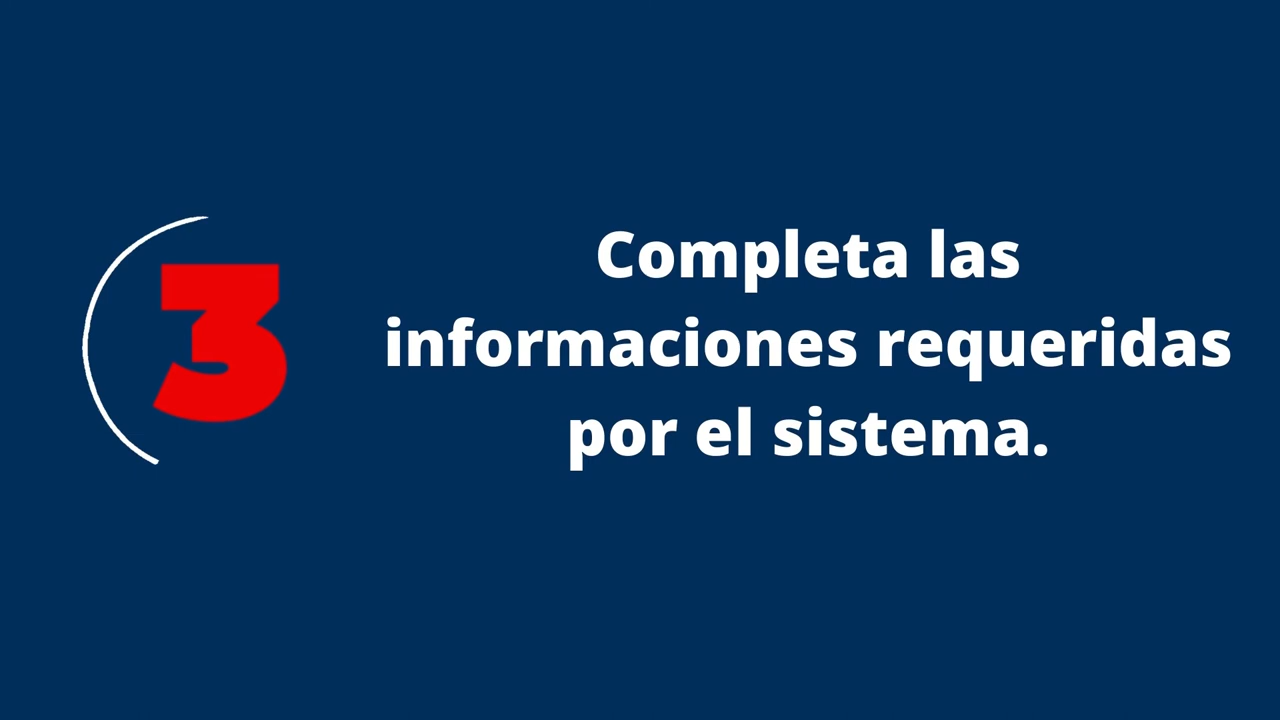 3
Completa las
informaciones requeridas
por el sistema.